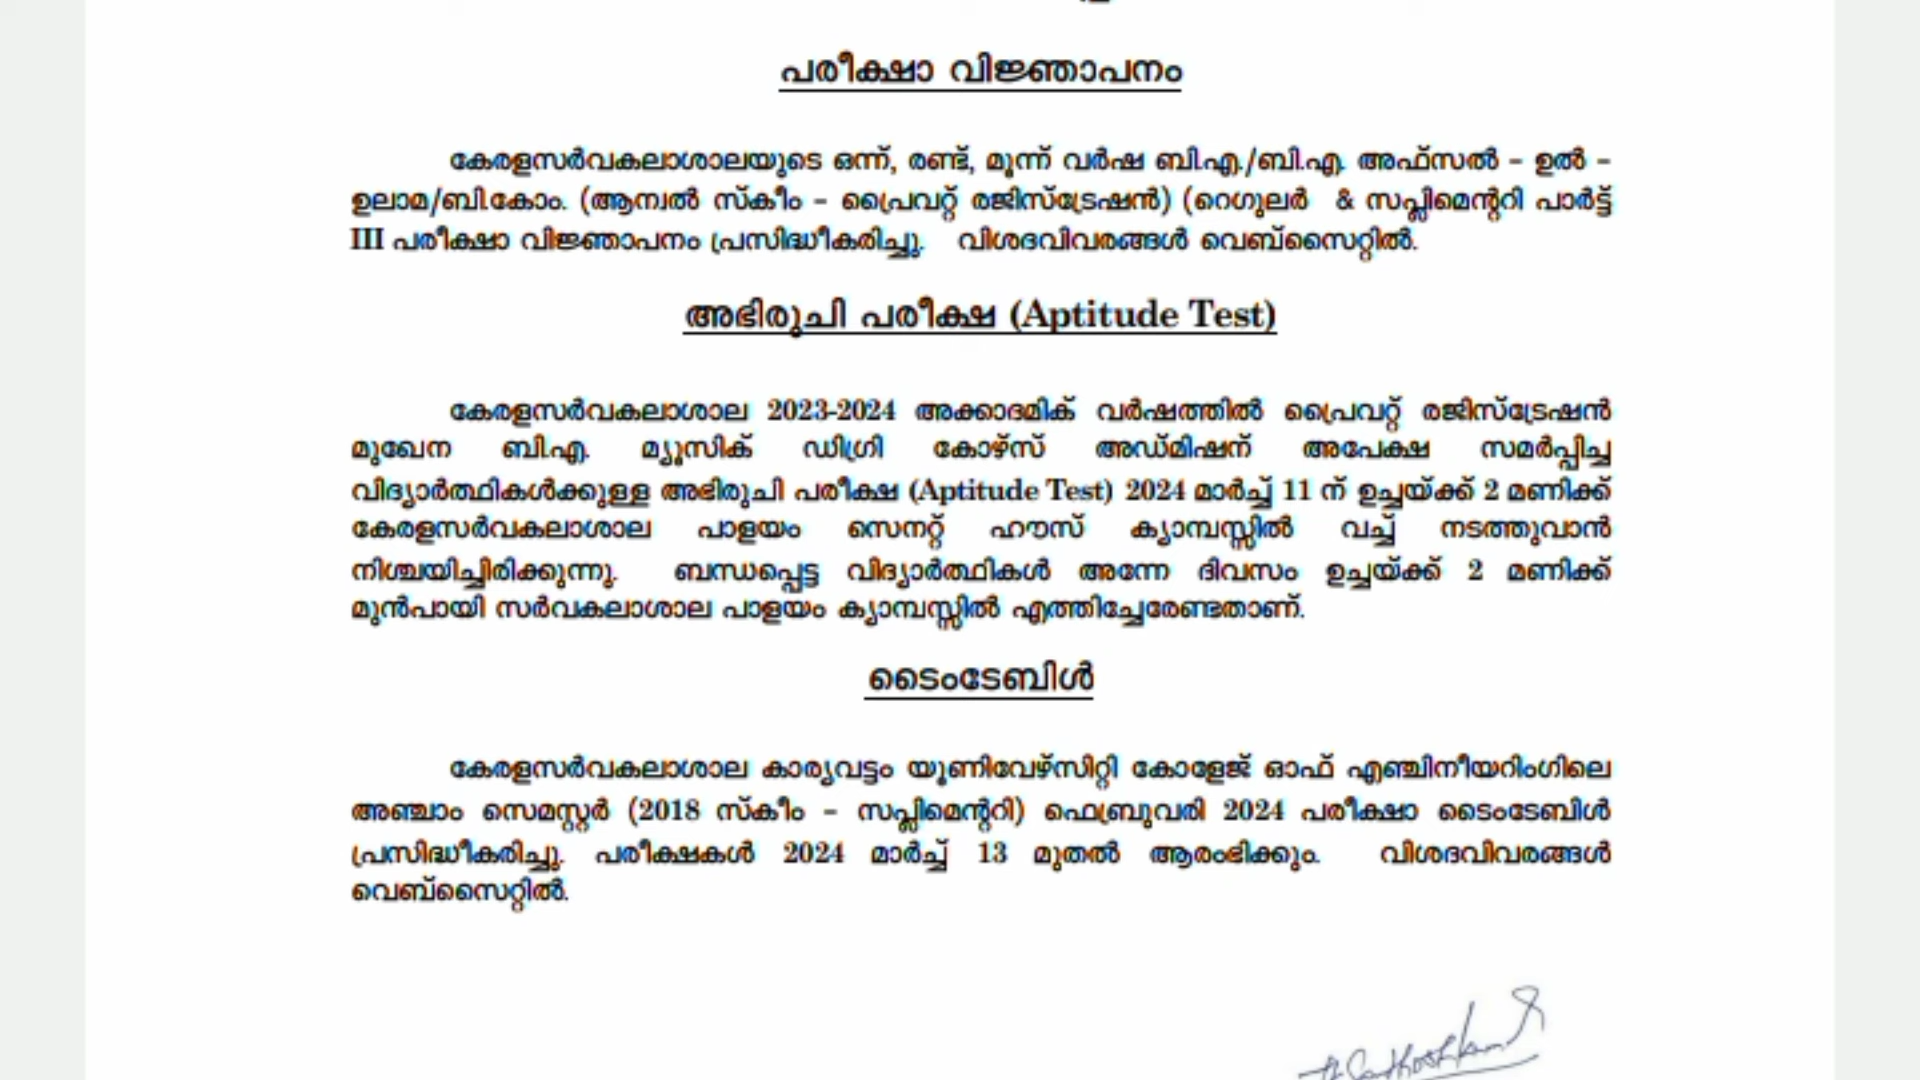 പരീക്ഷാ വിജ്ഞാപനം
കേരളസർവകലാശാലയുടെ ഒന്ന്, രണ്ട്, മൂന്ന് വർഷ ബി.എ./ബി.എ. അഫ്സൽ – ഉൽ –
ഉലാമ/ബി.കോം. (ആന്വൽ സ്കീം – പ്രൈവറ്റ് രജിസ്ട്രേഷൻ) (റെഗുലർ & സപ്ലിമെന്ററി പാർട്ട്
III പരീക്ഷാ വിജ്ഞാപനം പ്രസിദ്ധീകരിച്ചു. വിശദവിവരങ്ങൾ വെബ്സൈറ്റിൽ.
അഭിരുചി പരീക്ഷ (Aptitude Test)
കേരളസർവകലാശാല 2023-2024 അക്കാദമിക് വർഷത്തിൽ പ്രൈവറ്റ് രജിസ്ട്രേഷൻ
മുഖേന ബി.എ. മ്യൂസിക് ഡിഗ്രി കോഴ്സ് അഡ്മിഷന് അപേക്ഷ സമർപ്പിച്ച
വിദ്യാർത്ഥികൾക്കുള്ള അഭിരുചി പരീക്ഷ (Aptitude Test) 2024 മാർച്ച് 11 ന് ഉച്ചയ്ക്ക് 2 മണിക്ക്
കേരളസർവകലാശാല പാളയം സെനറ്റ് ഹൗസ് ക്യാമ്പസ്സിൽ വച്ച് നടത്തുവാൻ
നിശ്ചയിച്ചിരിക്കുന്നു. ബന്ധപ്പെട്ട വിദ്യാർത്ഥികൾ അന്നേ ദിവസം ഉച്ചയ്ക്ക് 2 മണിക്ക്
മുൻപായി സർവകലാശാല പാളയം ക്യാമ്പസ്സിൽ എത്തിച്ചേരേണ്ടതാണ്.
ടൈംടേബിൾ
കേരളസർവകലാശാല കാര്യവട്ടം യൂണിവേഴ്സിറ്റി കോളേജ് ഓഫ് എഞ്ചിനീയറിംഗിലെ
അഞ്ചാം സെമസ്റ്റർ (2018 സ്കീം – സപ്ലിമെന്ററി) ഫെബ്രുവരി 2024 പരീക്ഷാ ടൈംടേബിൾ
പ്രസിദ്ധീകരിച്ചു. പരീക്ഷകൾ 2024 മാർച്ച് 13 മുതൽ ആരംഭിക്കും. വിശദവിവരങ്ങൾ
വെബ്സൈറ്റിൽ.